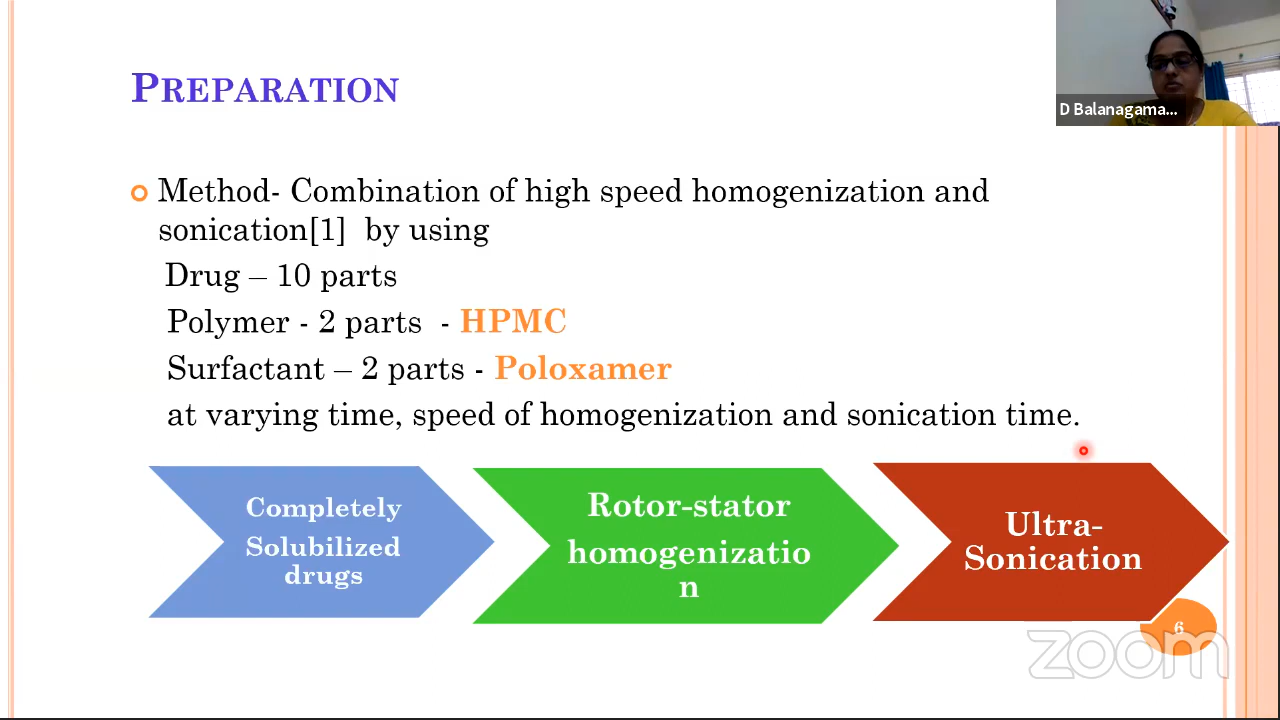 PREPARATION
D Balanagama...
Method- Combination of high speed homogenization and
sonication[1] by using
Drug – 10 parts
Polymer - 2 parts - HPMC
Surfactant – 2 parts - Poloxamer
at varying time, speed of homogenization and sonication time.
Completely
Solubilized
drugs
Rotor-stator
homogenizatio
n
Ultra-
Sonication
6
zoom